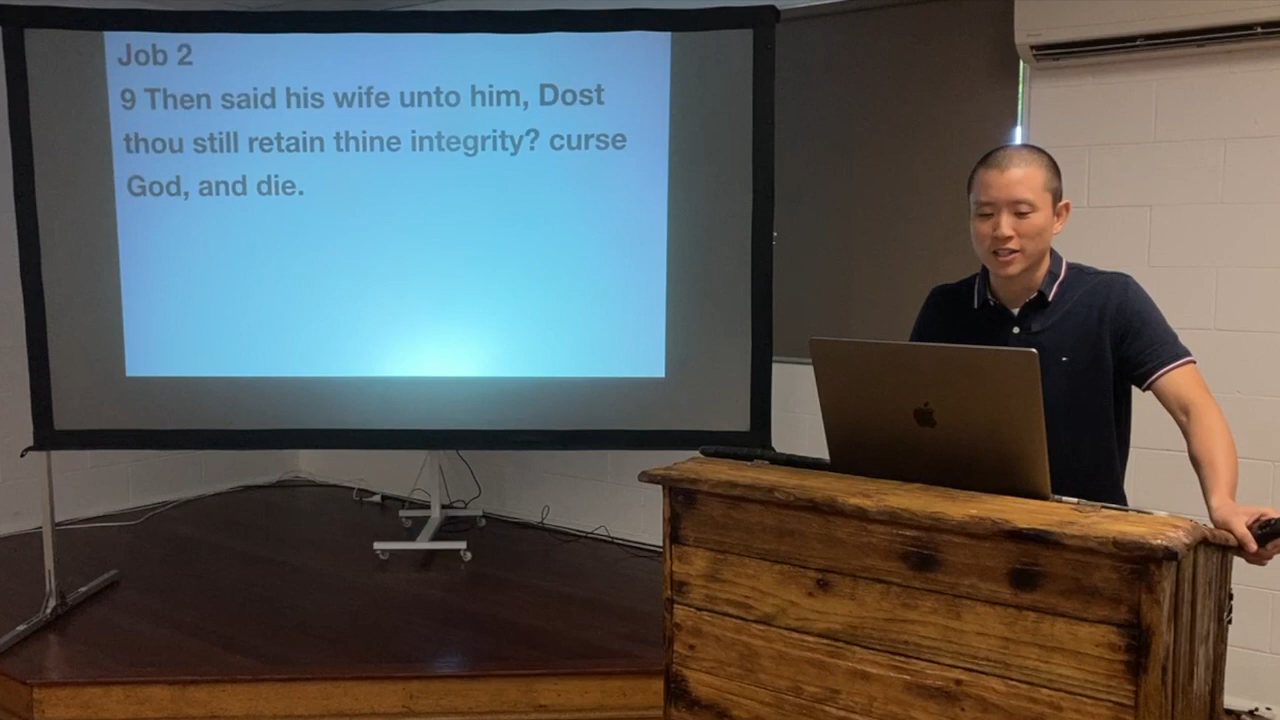 Job 2
9 Then said his wife unto him, Dost
thou still retain thine integrity? curse
God, and die.